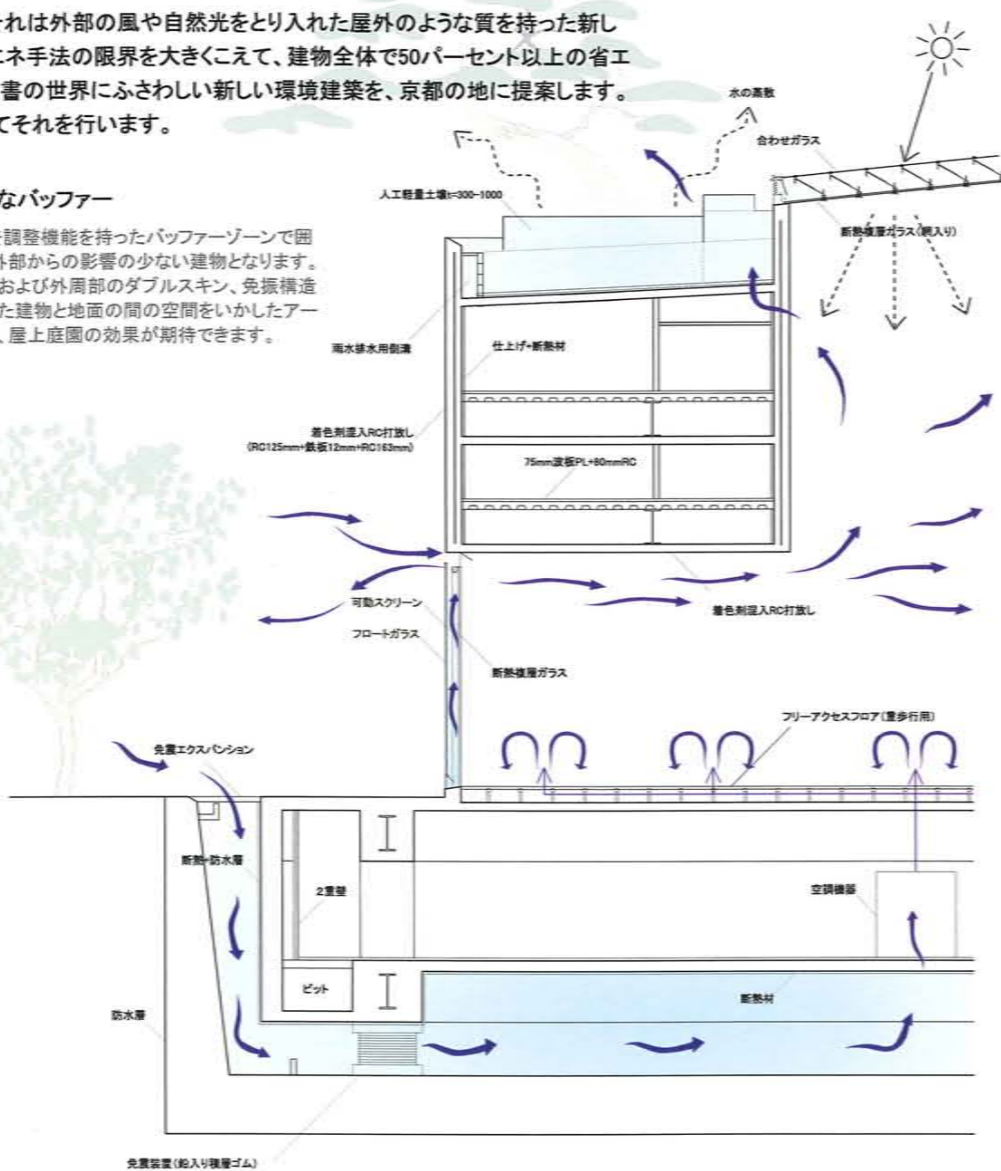 それは外部の風や自然光をとり入れた屋外のような質を持った新し
エネ手法の限界を大きくこえて、建物全体で50パーセント以上の省エ
書の世界にふさわしい新しい環境建築を、京都の地に提案します。
てそれを行います。
なバッファー
調整機能を持ったバッファーゾーンで囲
外部からの影響の少ない建物となります。
および外周部のダブルスキン、免振構造
た建物と地面の間の空間をいかしたアー
、屋上庭園の効果が期待できます。
水の蒸散
合わせガラス
人工軽量土壌t=300-1000
断熱複層ガラス(網入り)
雨水排水用側溝
仕上げ+断熱材
着色剤混入RC打放し
(RC125mm+鉄板12mm+RC163mm)
75mm波板PL+80mmRC
可動スクリーン
着色剤混入RC打放し
フロートガラス
断熱複層ガラス
フリーアクセスフロア(重歩行用)
免震エクスパンション
断熱+防水層
2重壁
空調機器
ピット
断熱材
防水層
免震装置(鉛入り積層ゴム)